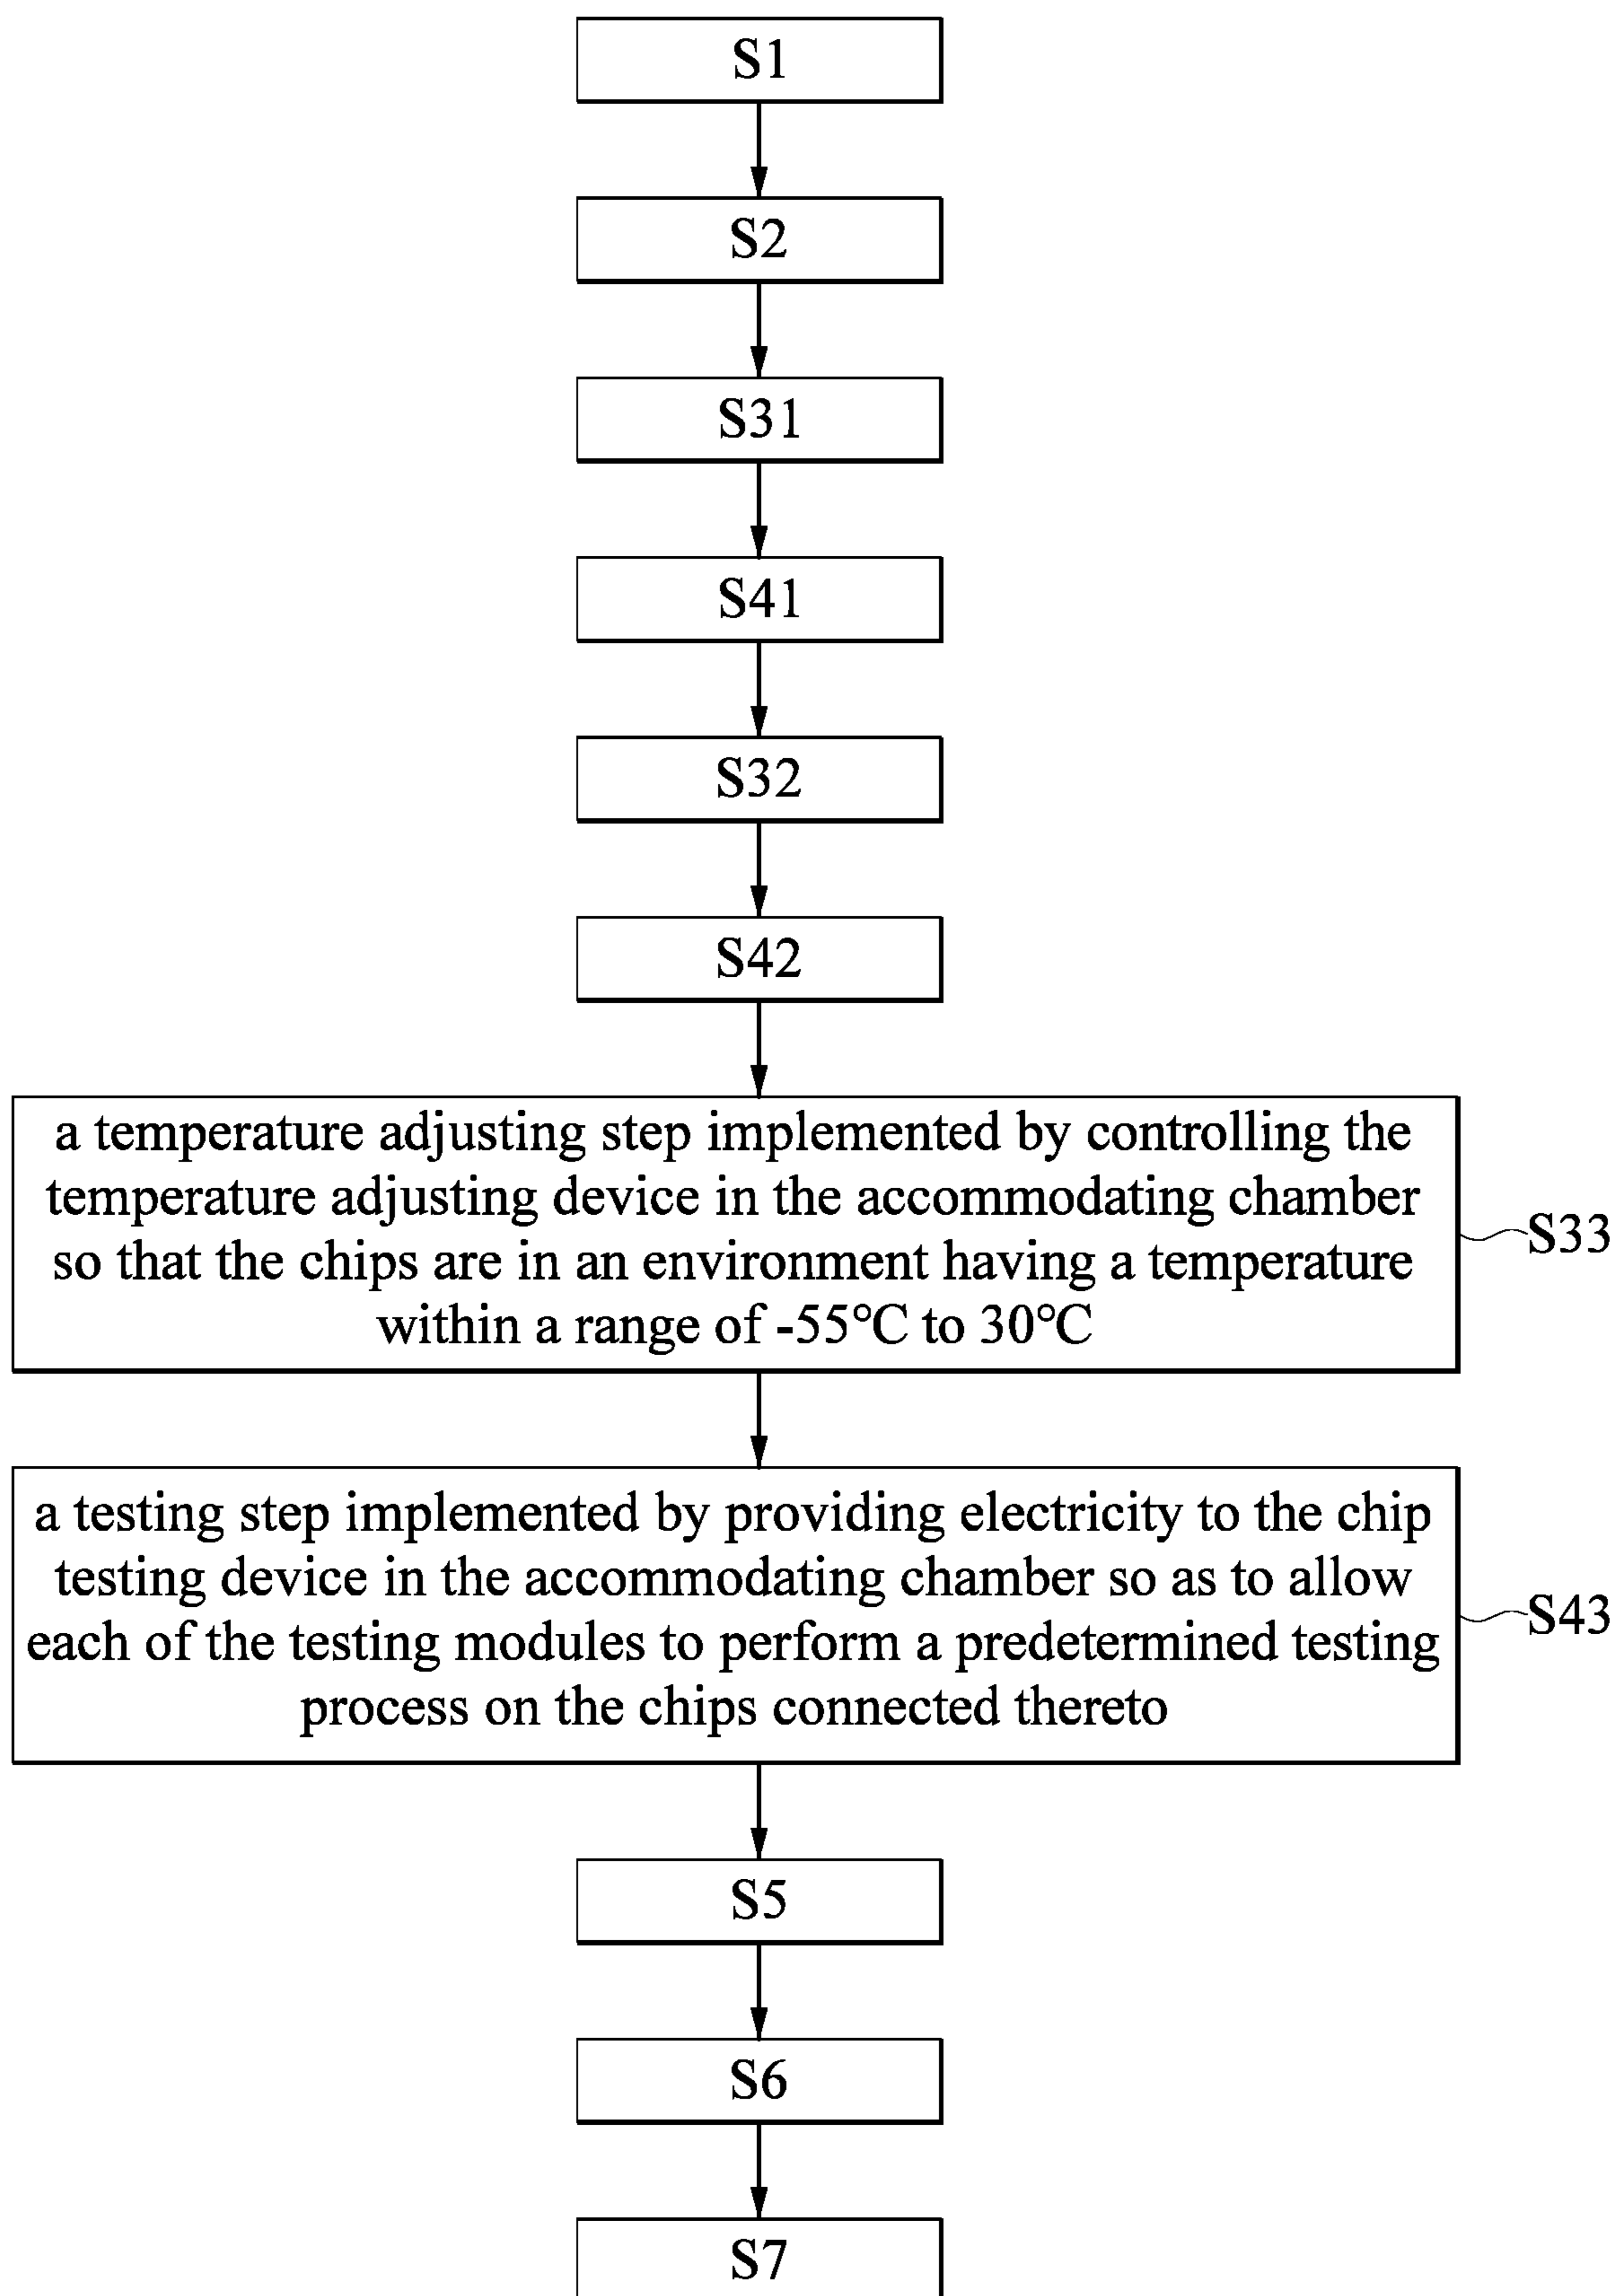 S1
S2
S31
S41
S32
S42
a temperature adjusting step implemented by controlling the
temperature adjusting device in the accommodating chamber
so that the chips are in an environment having a temperature
within a range of -55°C to 30°C
S33
a testing step implemented by providing electricity to the chip
testing device in the accommodating chamber so as to allow
each of the testing modules to perform a predetermined testing
process on the chips connected thereto
S43
S5
S6
S7